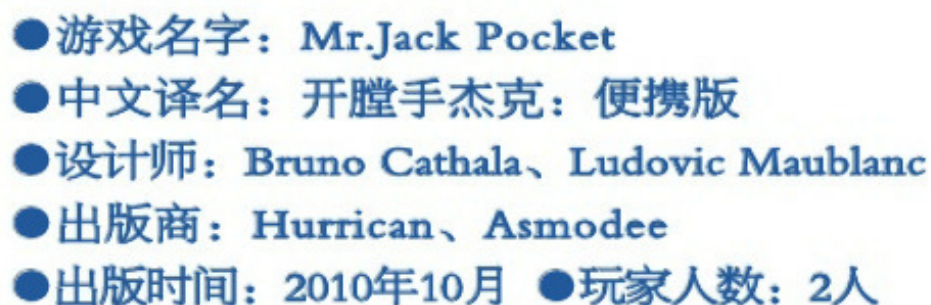 ●游戏名字：Mr.Jack Pocket
●中文译名：开膛手杰克：便携版
●设计师：Bruno Cathala、Ludovic Maublanc
●出版商：Hurrican、Asmodee
●出版时间：2010年10月 ●玩家人数：2人